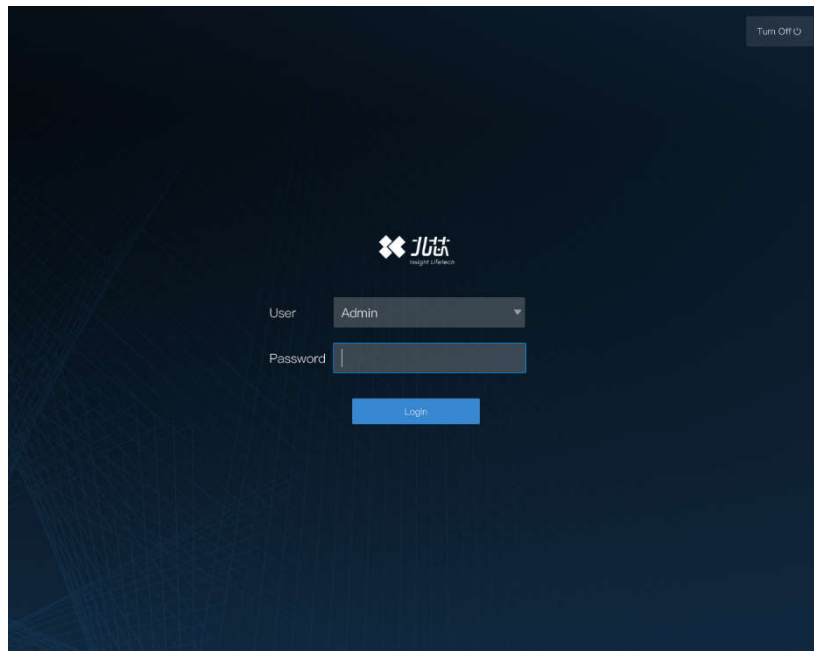 Turn Off
北芯
Insight Lifetech
User
Admin
Password
Login